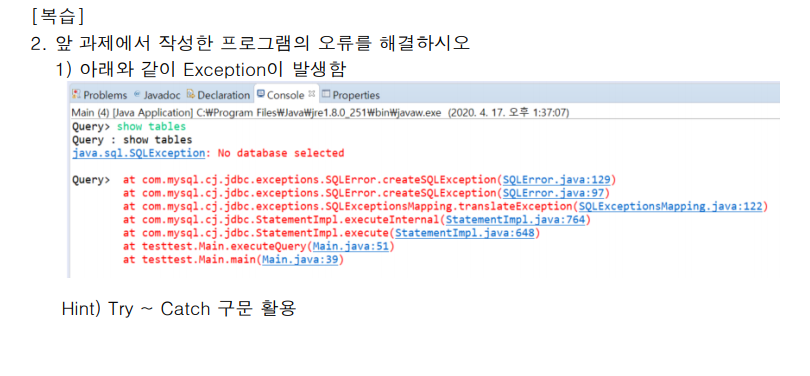 [복습]
2. 앞 과제에서 작성한 프로그램의 오류를 해결하시오
1) 아래와 같이 Exception이 발생함
Problems Javadoc Declaration Console Properties
Main (4) [Java Application] C:₩Program Files₩Java₩jre1.8.0_251₩bin₩javaw.exe (2020. 4. 17. 오후 1:37:07)
Query> show tables
Query : show tables
java.sql.SQLException: No database selected
Query> at com.mysql.cj.jdbc.exceptions.SQLError.createSQLException(SQLError.java:129)
at com.mysql.cj.jdbc.exceptions.SQLError.createSQLException(SQLError.java:97)
at com.mysql.cj.jdbc.exceptions.SQLExceptionsMapping.translateException(SQLExceptionsMapping.java:122)
at com.mysql.cj.jdbc.StatementImpl.executeInternal(StatementImpl.java:764)
at com.mysql.cj.jdbc.StatementImpl.execute(StatementImpl.java:648)
at testtest.Main.executeQuery(Main.java:51)
at testtest.Main.main(Main.java:39)
Hint) Try ~ Catch 구문 활용